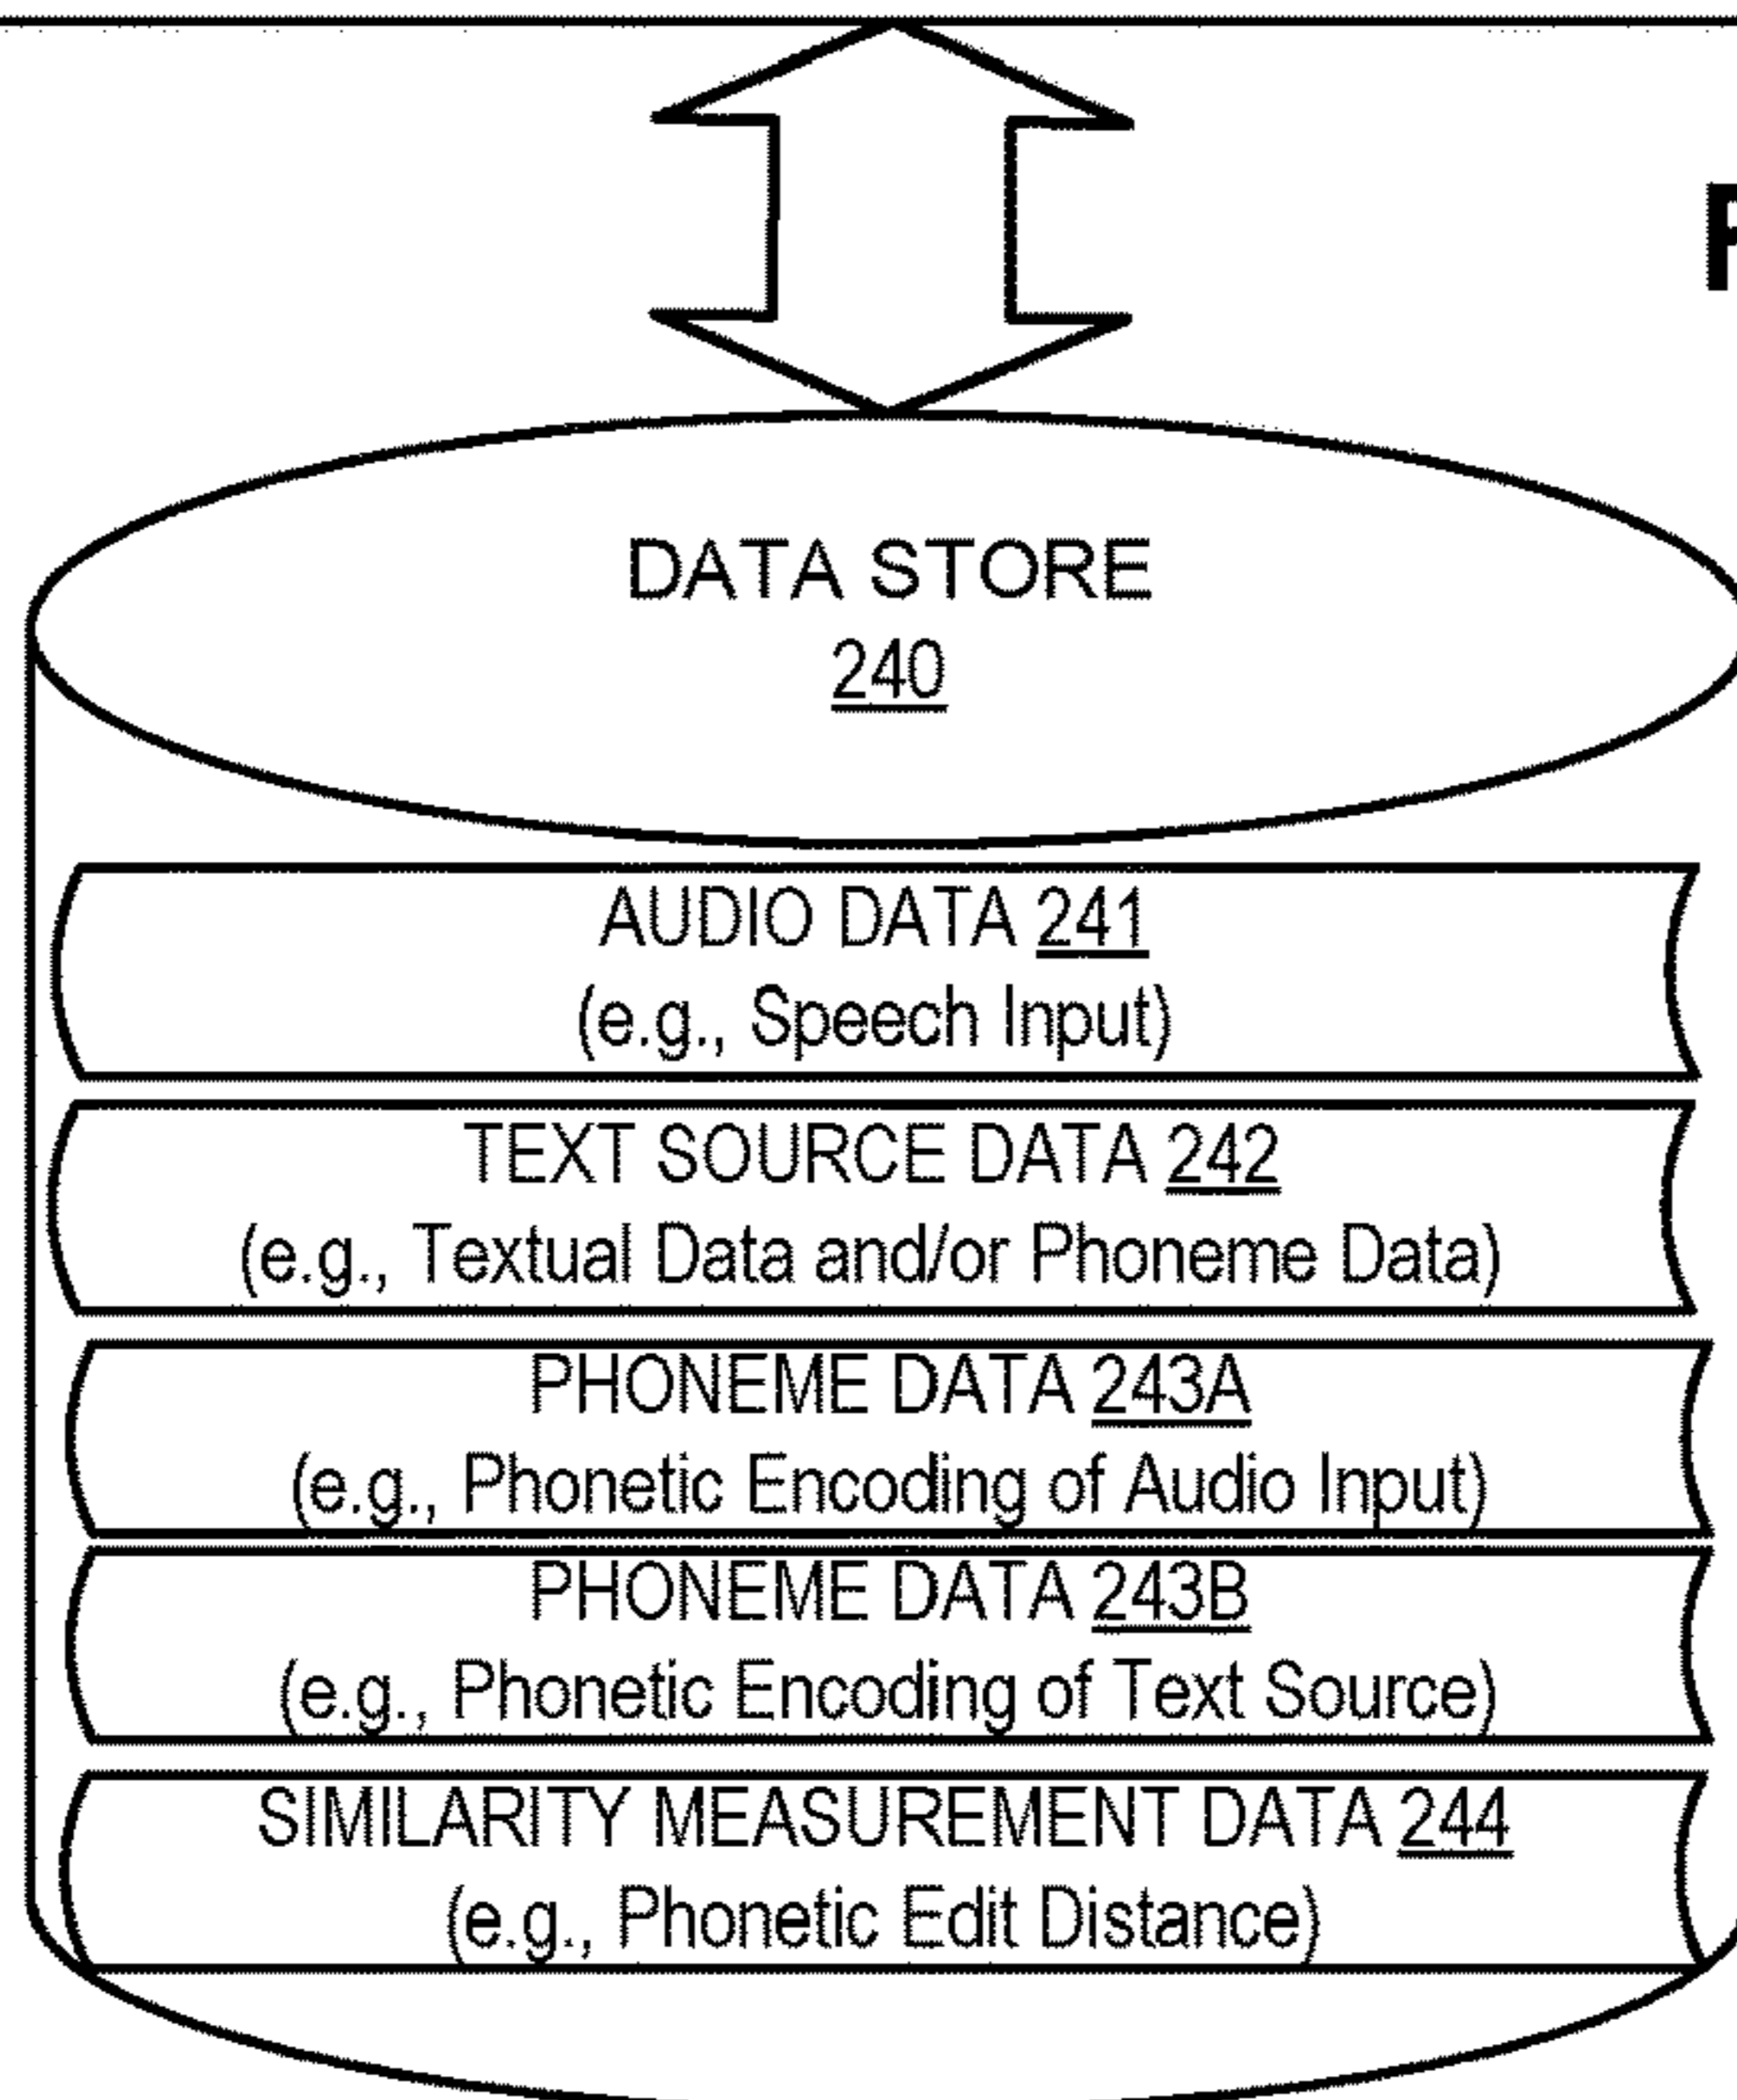 DATA STORE
240
AUDIO DATA 241
(e.g., Speech Input)
TEXT SOURCE DATA 242
(e.g., Textual Data and/or Phoneme Data)
PHONEME DATA 243A
(e.g., Phonetic Encoding of Audio Input)
PHONEME DATA 243B
(e.g., Phonetic Encoding of Text Source)
SIMILARITY MEASUREMENT DATA 244
(e.g., Phonetic Edit Distance)